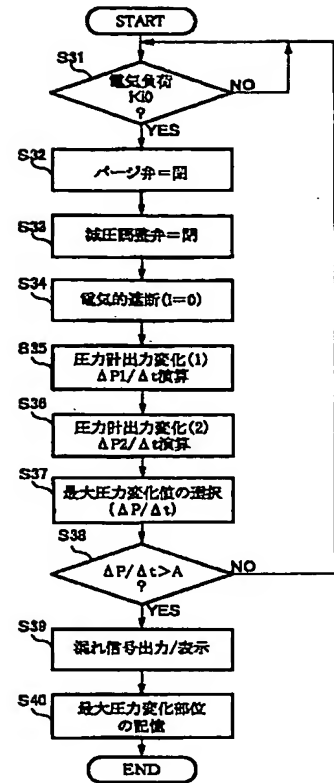 START
S31
電気負荷
Ki0
?
NO
YES
S32
パージ弁=閉
S33
減圧調整弁=閉
S34
電気的遮断(I=0)
S35
圧力計出力変化(1)
ΔP1/Δt演算
S36
圧力計出力変化(2)
ΔP2/Δt演算
S37
最大圧力変化値の選択
(ΔP/Δt)
S38
ΔP/Δt>A
?
NO
YES
S39
漏れ信号出力/表示
S40
最大圧力変化部位
の記憶
END